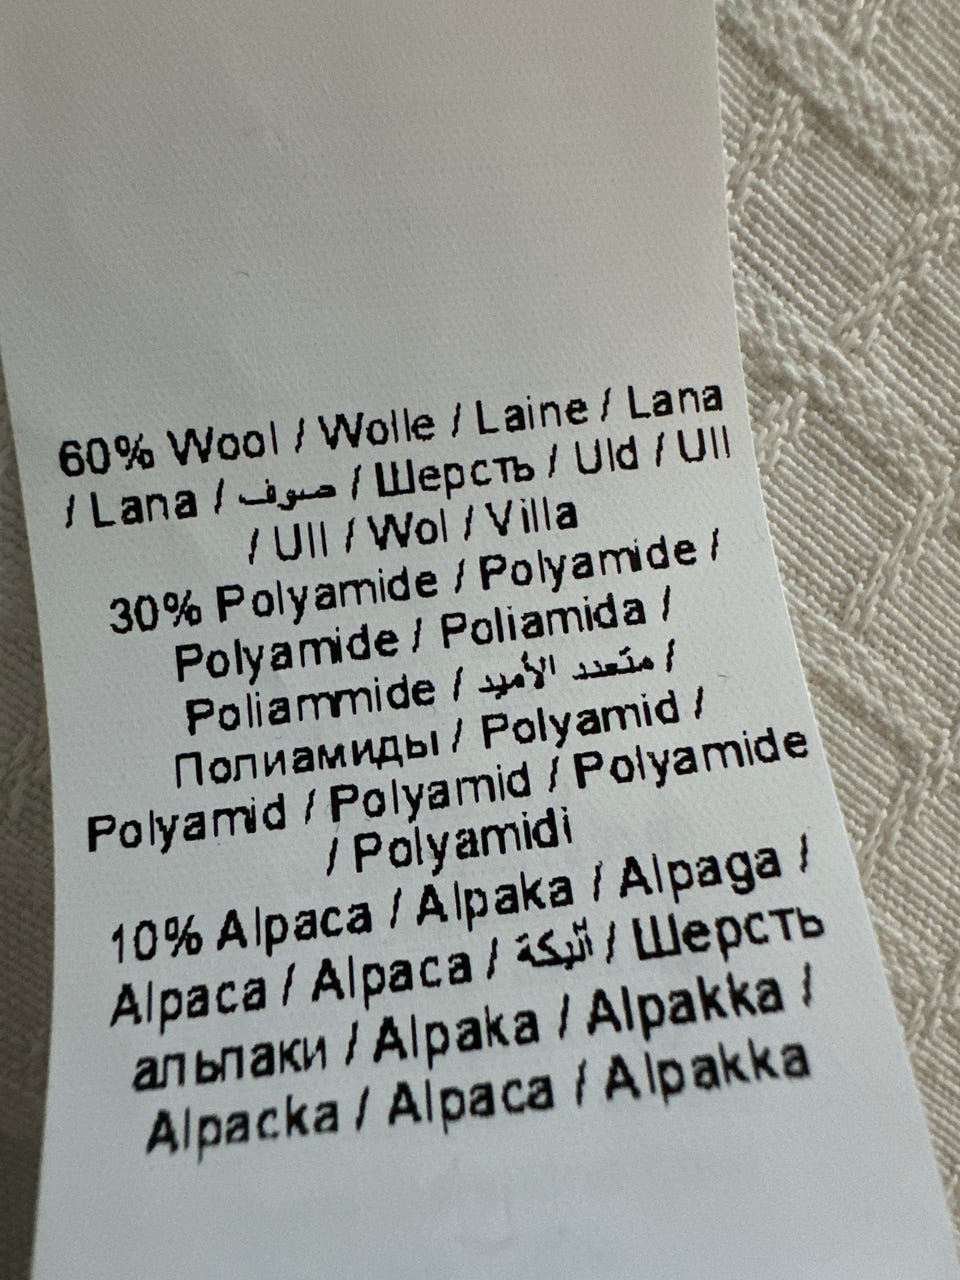 60% Wool / Wolle / Laine / Lana
/ Lana / صوف / Шерсть / Uld / Ull
/ Ull / Wol / Villa
30% Polyamide / Polyamide /
Polyamide / Poliamida /
Poliammide / متعدد الأميد /
Полиамиды / Polyamid /
Polyamid / Polyamid / Polyamide
/ Polyamidi
10% Alpaca / Alpaka / Alpaga /
Alpaca / Alpaca / ألبكة / Шерсть
альпаки / Alpaka / Alpakka /
Alpacka / Alpaca / Alpakka